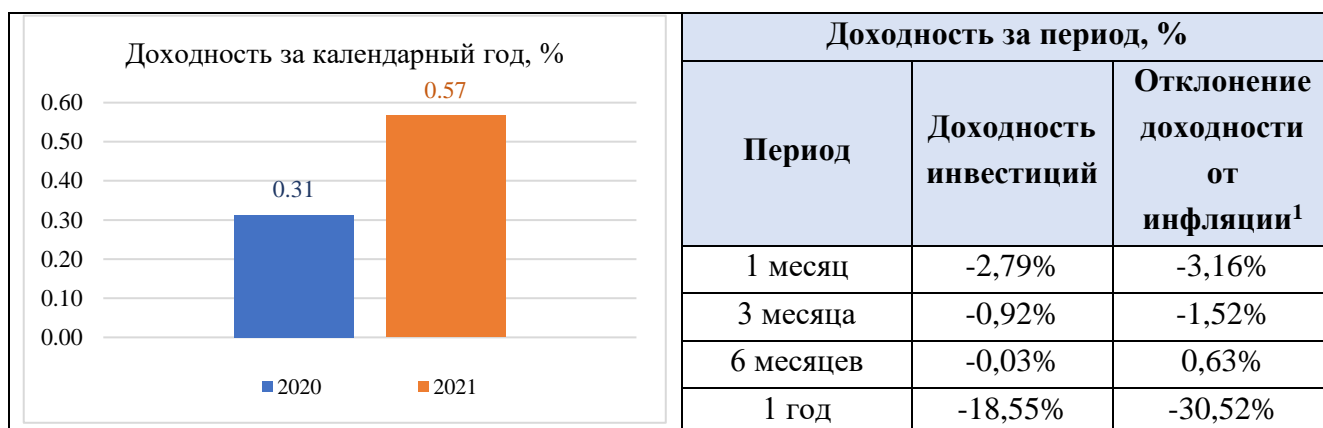 Доходность за календарный год, %
0.60
0.50
0.40
0.30
0.20
0.10
0.00
0.31
0.57
2020
2021
Доходность за период, %
Период
Доходность
инвестиций
Отклонение
доходности
от
инфляции¹
1 месяц -2,79% -3,16%
3 месяца -0,92% -1,52%
6 месяцев -0,03% 0,63%
1 год -18,55% -30,52%